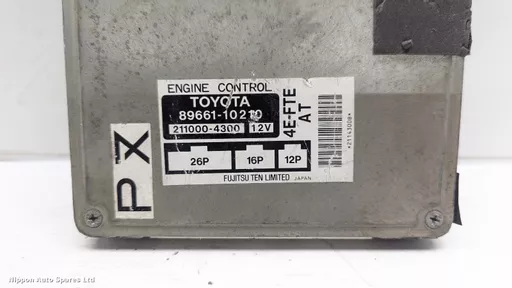 ENGINE CONTROL
TOYOTA
89661-10210
211000-4300 12V
4E-FTE
AT
26P 16P 12P
FUJITSU TEN LIMITED JAPAN
PX
Nippon Auto Spares Ltd